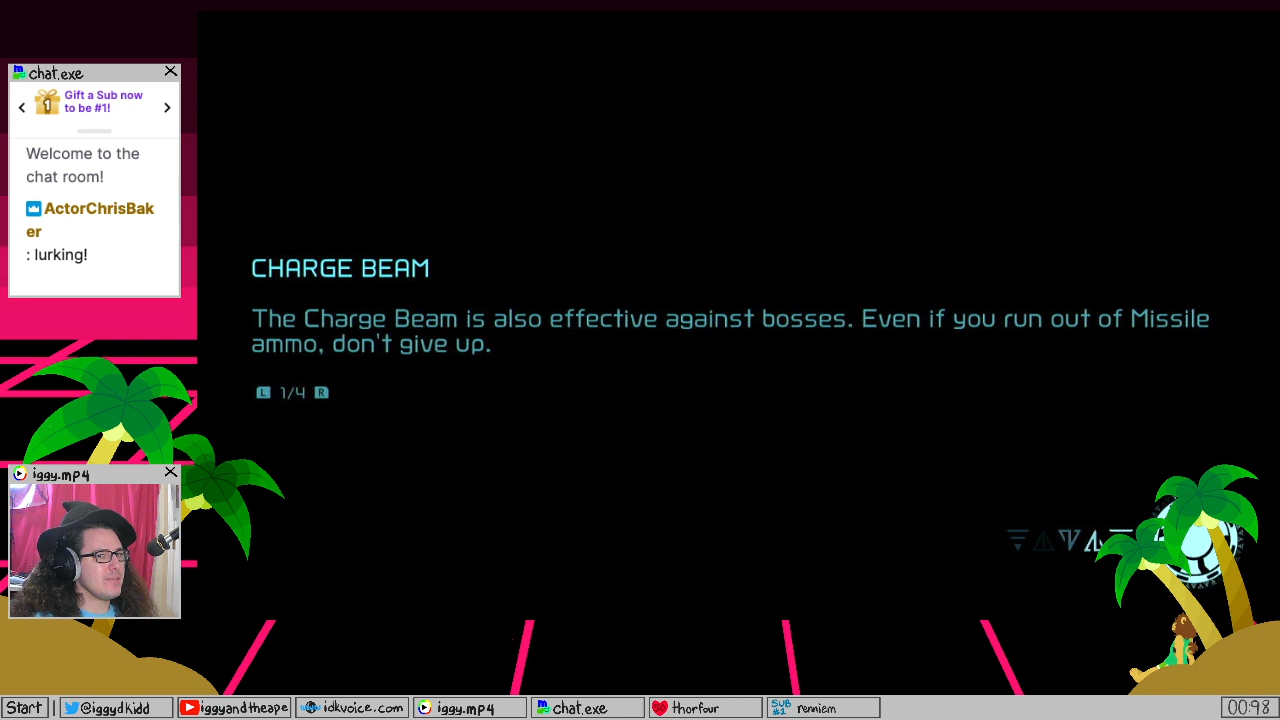 chat.exe
1
Gift a Sub now
to be #1!
Welcome to the
chat room!
ActorChrisBak
er
: lurking!
CHARGE BEAM
The Charge Beam is also effective against bosses. Even if you run out of Missile
ammo, don't give up.
L 1/4 R
iggy.mp4
Start
@iggydkidd
iggyandtheape
www idkvoice.com
iggy.mp4
chat.exe
thorfour
SUB #1 remiem
00:98